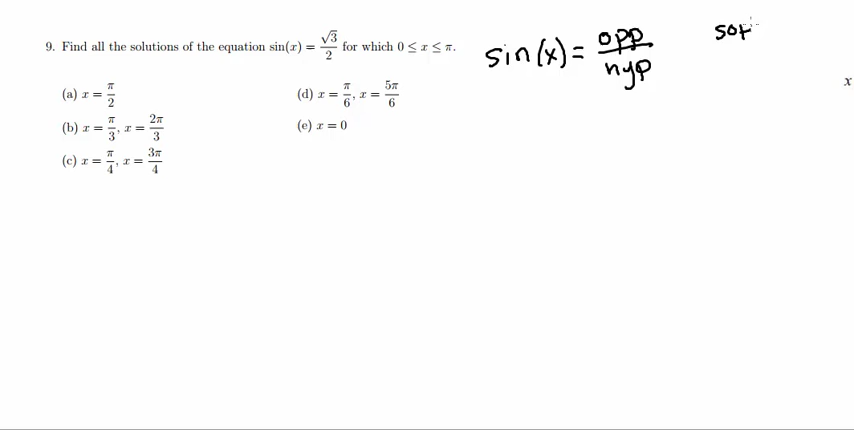 9. Find all the solutions of the equation sin(x) = √3/2 for which 0 ≤ x ≤ π.
(a) x = π/2
(b) x = π/3, x = 2π/3
(c) x = π/4, x = 3π/4
(d) x = π/6, x = 5π/6
(e) x = 0
sin(x) = opp/hyp
x